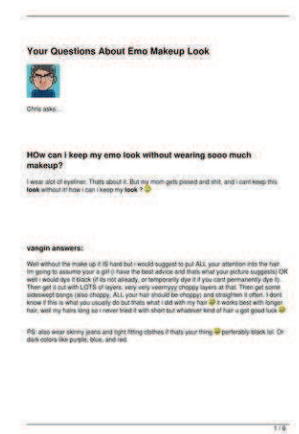 Your Questions About Emo Makeup Look
Chris asks...
HOw can i keep my emo look without wearing sooo much
makeup?
I wear alot of eyeliner. Thats about it. But my mom gets pissed and shit, and i cant keep this
look without it! how i can i keep my look ?
vangin answers:
Well without the make up it IS hard but i would suggest to put ALL your attention into the hair.
Im going to assume your a girl (i have the best advice and thats what your picture suggests) OK
well i would dye it black (if its not already, or temporarily dye it if you cant permanently dye it).
Then get it cut with LOTS of layers. very very veernyyy choppy layers at that. Then get some
sideswept bangs (also choppy, ALL your hair should be choppy) and straighten it often. I dont
know if this is what you usually do but thats what I did with my hair it works best with longer
hair, well my hairs long so i never tried it with short but whatever kind of hair u got good luck
PS: also wear skinny jeans and tight fitting clothes if thats your thing perferably black lol. Or
dark colors like purple, blue, and red.
1 / 6